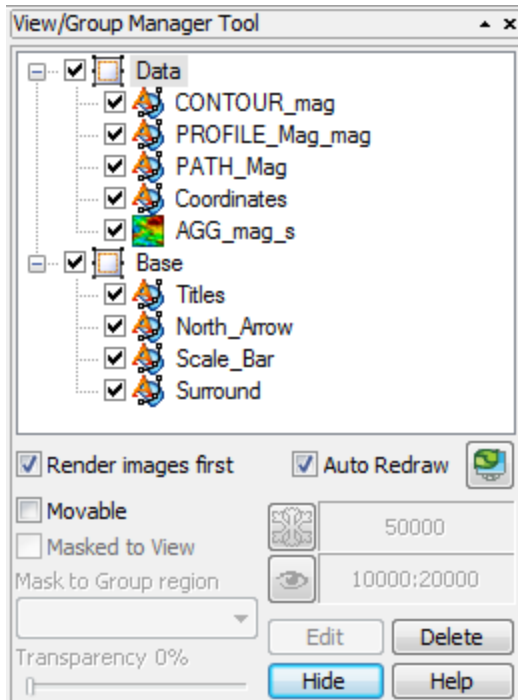 View/Group Manager Tool
Data
CONTOUR_mag
PROFILE_Mag_mag
PATH_Mag
Coordinates
AGG_mag_s
Base
Titles
North_Arrow
Scale_Bar
Surround
Render images first Auto Redraw
Movable
50000
Masked to View
Mask to Group region
10000:20000
Edit Delete
Transparency 0%
Hide Help